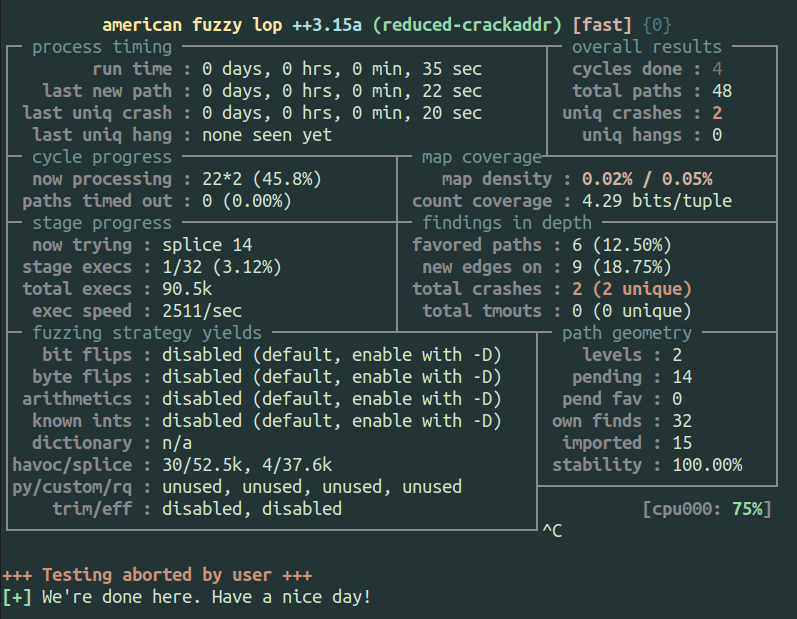 american fuzzy lop ++3.15a (reduced-crackaddr) [fast] {0}
process timing overall results
run time : 0 days, 0 hrs, 0 min, 35 sec cycles done : 4
last new path : 0 days, 0 hrs, 0 min, 22 sec total paths : 48
last uniq crash : 0 days, 0 hrs, 0 min, 20 sec uniq crashes : 2
last uniq hang : none seen yet uniq hangs : 0
cycle progress map coverage
now processing : 22*2 (45.8%) map density : 0.02% / 0.05%
paths timed out : 0 (0.00%) count coverage : 4.29 bits/tuple
stage progress findings in depth
now trying : splice 14 favored paths : 6 (12.50%)
stage execs : 1/32 (3.12%) new edges on : 9 (18.75%)
total execs : 90.5k total crashes : 2 (2 unique)
exec speed : 2511/sec total tmouts : 0 (0 unique)
fuzzing strategy yields path geometry
bit flips : disabled (default, enable with -D) levels : 2
byte flips : disabled (default, enable with -D) pending : 14
arithmetics : disabled (default, enable with -D) pend fav : 0
known ints : disabled (default, enable with -D) own finds : 32
dictionary : n/a imported : 15
havoc/splice : 30/52.5k, 4/37.6k stability : 100.00%
py/custom/rq : unused, unused, unused, unused
trim/eff : disabled, disabled [cpu000: 75%]
^C
+++ Testing aborted by user +++
[+] We're done here. Have a nice day!